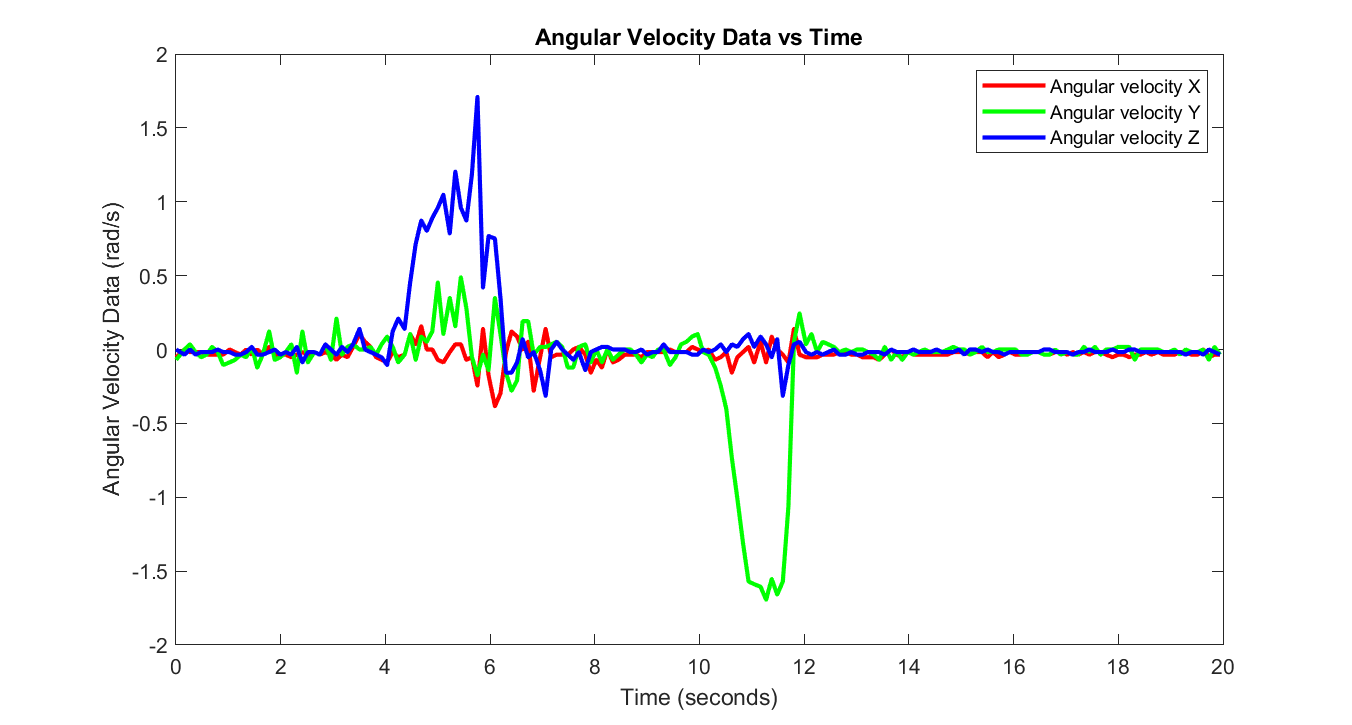 Angular Velocity Data vs Time
Angular velocity X
Angular velocity Y
Angular velocity Z
Angular Velocity Data (rad/s)
2
1.5
1
0.5
0
-0.5
-1
-1.5
-2
0 2 4 6 8 10 12 14 16 18 20
Time (seconds)